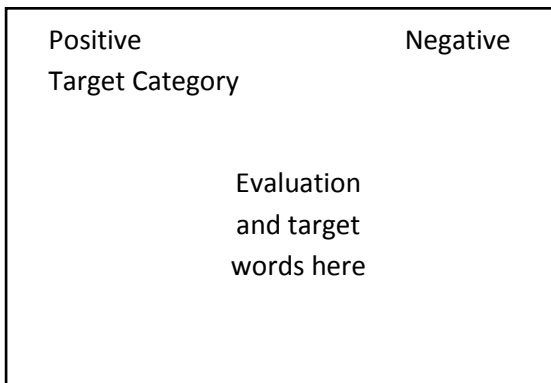 Positive Negative
Target Category
Evaluation
and target
words here